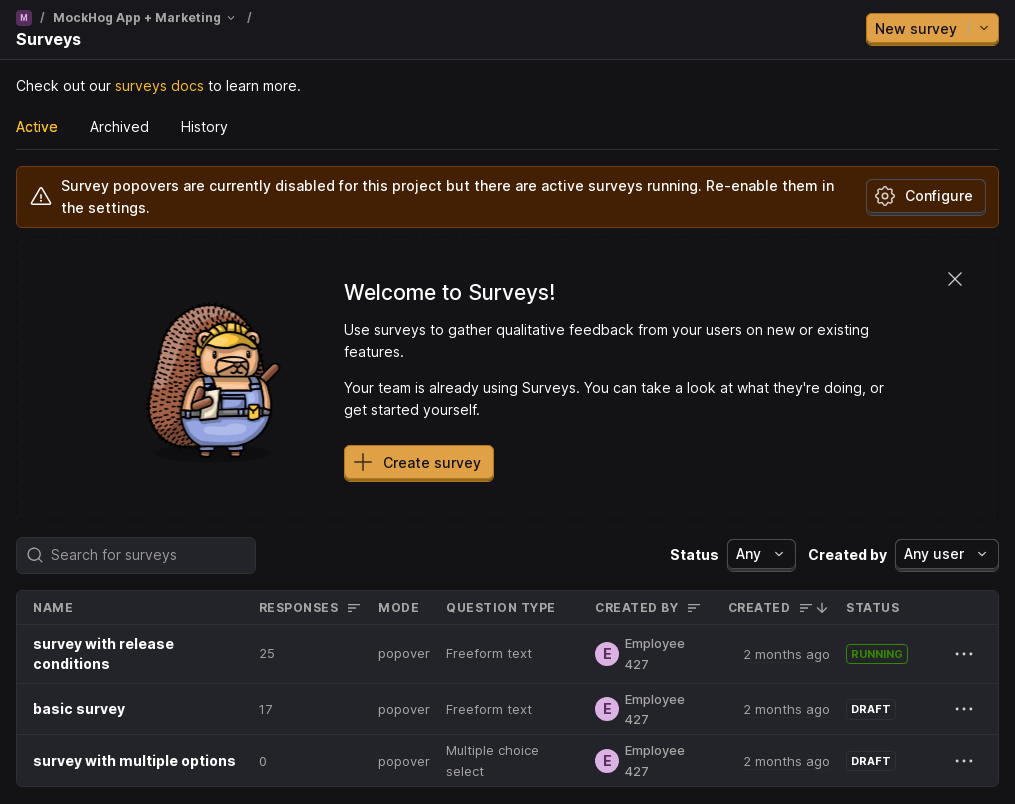 M / MockHog App + Marketing /
Surveys
New survey
Check out our surveys docs to learn more.
Active Archived History
Survey popovers are currently disabled for this project but there are active surveys running. Re-enable them in
the settings.
Configure
Welcome to Surveys!
Use surveys to gather qualitative feedback from your users on new or existing
features.
Your team is already using Surveys. You can take a look at what they're doing, or
get started yourself.
Create survey
Search for surveys
Status Any Created by Any user
NAME RESPONSES MODE QUESTION TYPE CREATED BY CREATED STATUS
survey with release
conditions
25 popover Freeform text E Employee
427
2 months ago RUNNING
basic survey 17 popover Freeform text E Employee
427
2 months ago DRAFT
survey with multiple options 0 popover Multiple choice
select
E Employee
427
2 months ago DRAFT